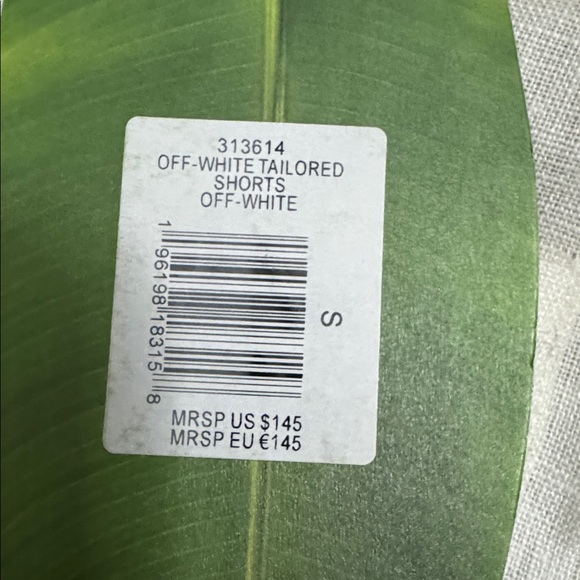 313614
OFF-WHITE TAILORED
SHORTS
OFF-WHITE
1 96198 18315 8
S
MRSP US $145
MRSP EU €145